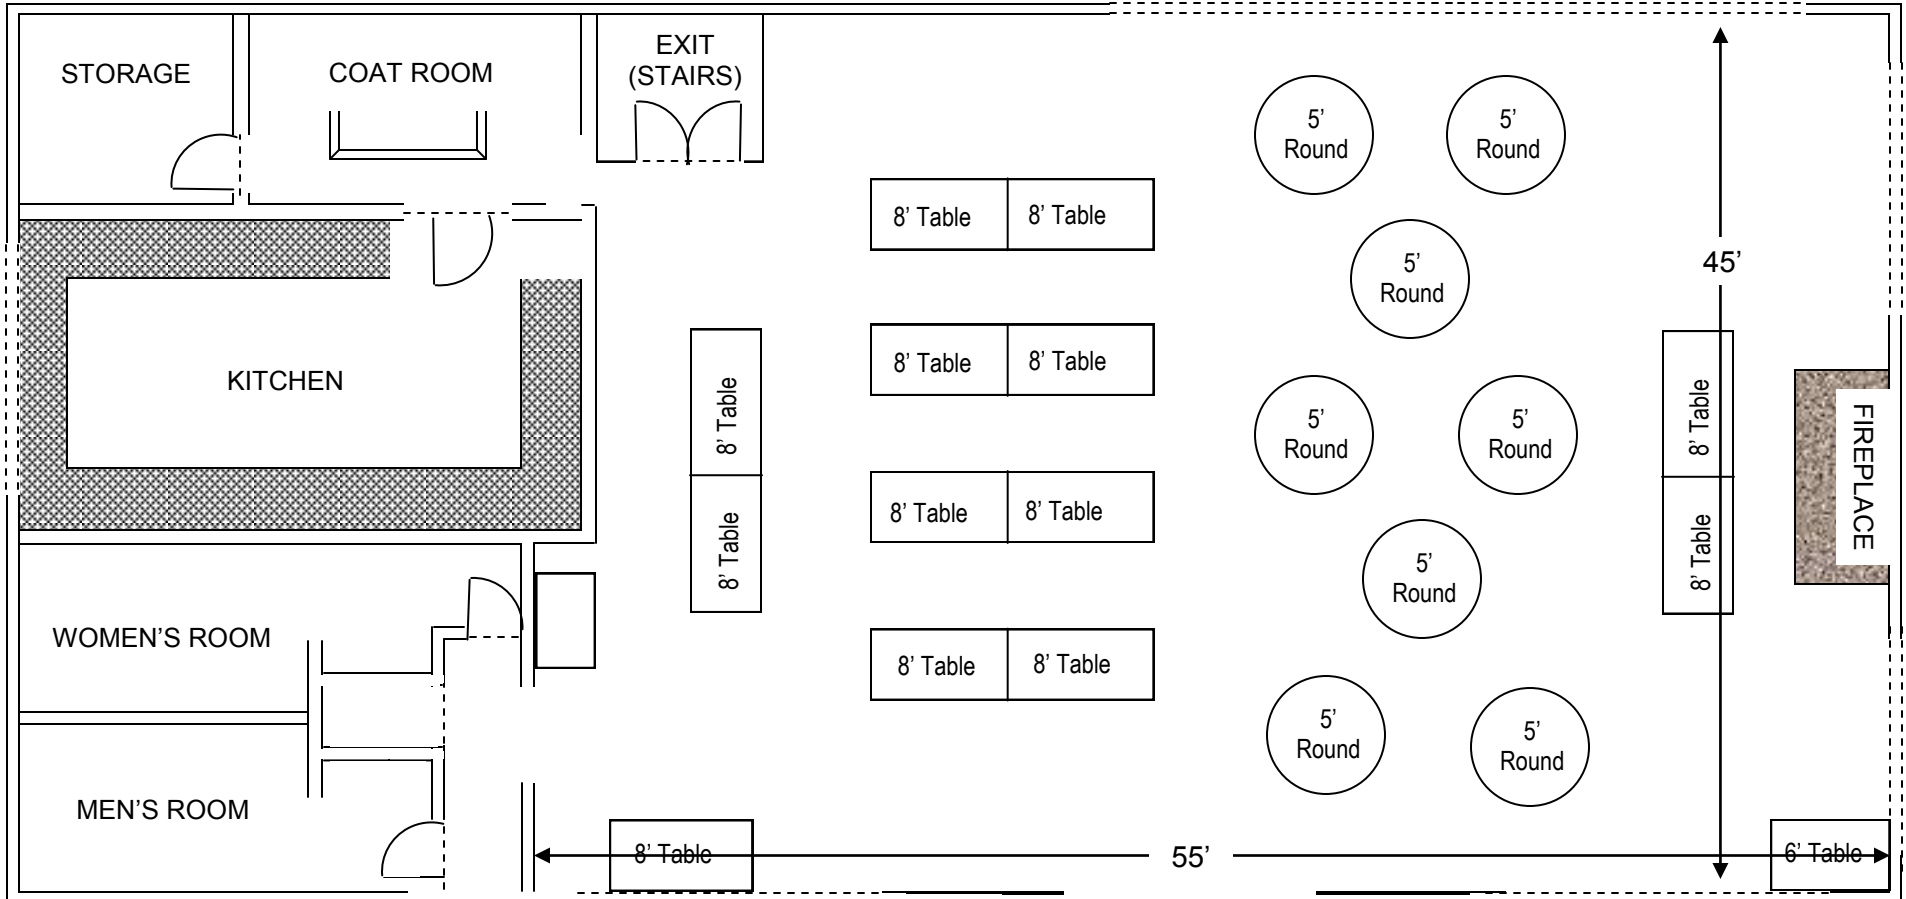 STORAGE
COAT ROOM
EXIT
(STAIRS)
5'
Round
5'
Round
8' Table
8' Table
5'
Round
45'
KITCHEN
8' Table
8' Table
8' Table
8' Table
8' Table
8' Table
8' Table
5'
Round
5'
Round
8' Table
8' Table
FIREPLACE
5'
Round
WOMEN'S ROOM
8' Table
8' Table
5'
Round
5'
Round
MEN'S ROOM
8' Table
55'
6' Table